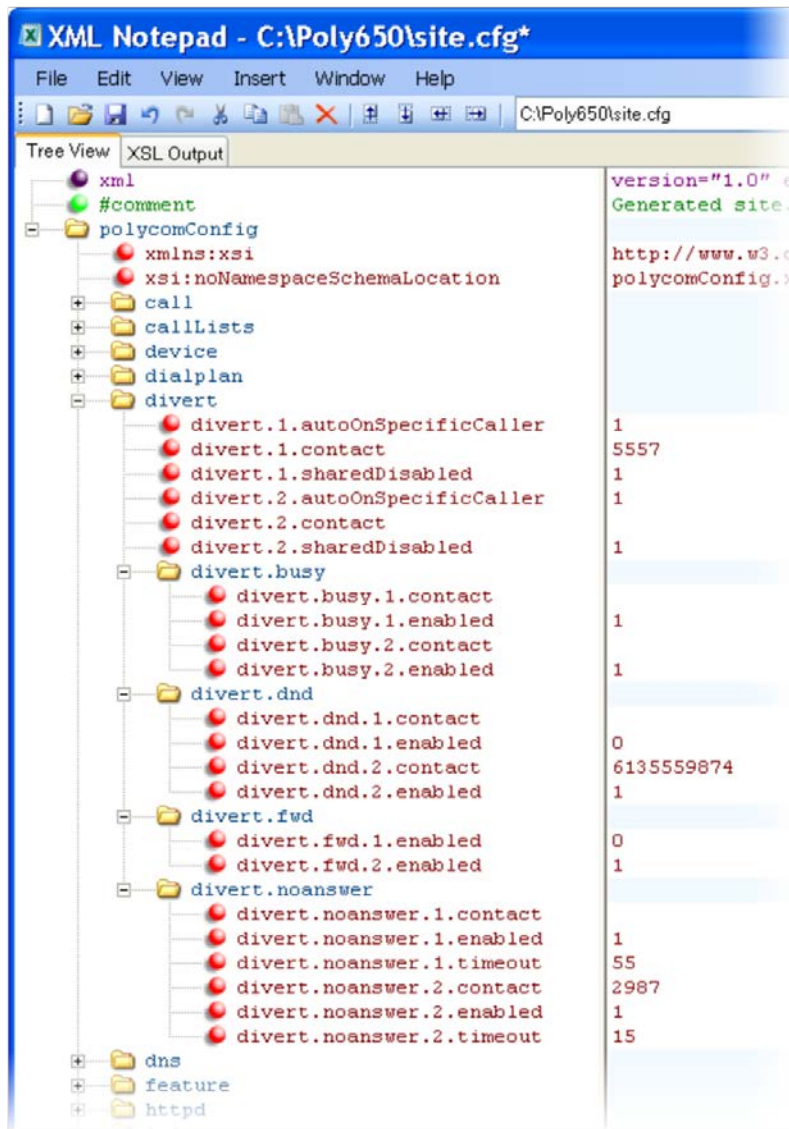 XML Notepad - C:\Poly650\site.cfg*
File Edit View Insert Window Help
C:\Poly650\site.cfg
Tree View XSL Output
xml version="1.0"
#comment Generated site.
polycomConfig
xmlns:xsi http://www.w3.
xsi:noNamespaceSchemaLocation polycomConfig.
call
callLists
device
dialplan
divert
divert.1.autoOnSpecificCaller 1
divert.1.contact 5557
divert.1.sharedDisabled 1
divert.2.autoOnSpecificCaller 1
divert.2.contact
divert.2.sharedDisabled 1
divert.busy
divert.busy.1.contact
divert.busy.1.enabled 1
divert.busy.2.contact
divert.busy.2.enabled 1
divert.dnd
divert.dnd.1.contact
divert.dnd.1.enabled 0
divert.dnd.2.contact 6135559874
divert.dnd.2.enabled 1
divert.fwd
divert.fwd.1.enabled 0
divert.fwd.2.enabled 1
divert.noanswer
divert.noanswer.1.contact
divert.noanswer.1.enabled 1
divert.noanswer.1.timeout 55
divert.noanswer.2.contact 2987
divert.noanswer.2.enabled 1
divert.noanswer.2.timeout 15
dns
feature
httpd